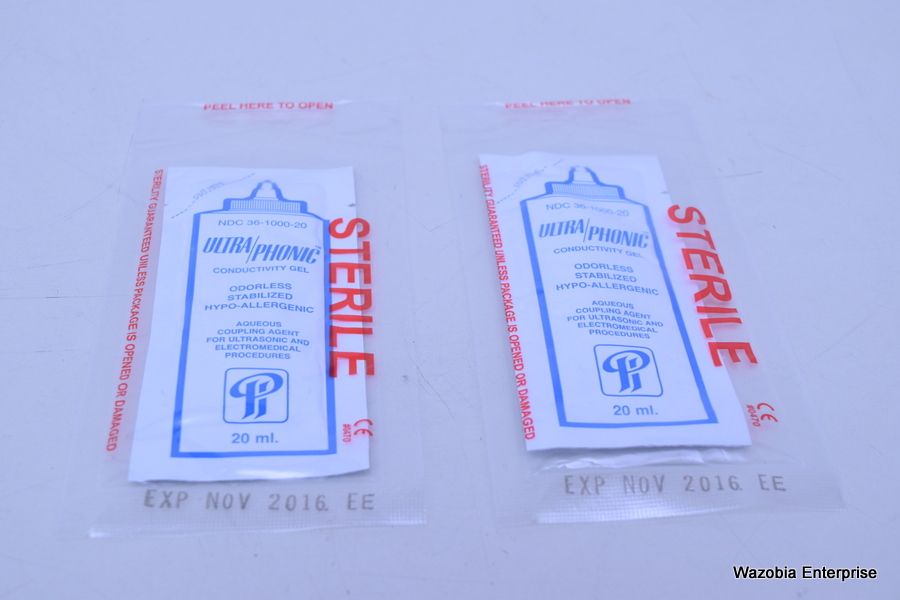 PEEL HERE TO OPEN
STERILITY GUARANTEED UNLESS PACKAGE IS OPENED OR DAMAGED
NDC 36-1000-20
ULTRA/PHONIC™
CONDUCTIVITY GEL
ODORLESS
STABILIZED
HYPO-ALLERGENIC
AQUEOUS
COUPLING AGENT
FOR ULTRASONIC AND
ELECTROMEDICAL
PROCEDURES
20 ml.
STERILE
CE
#0470
EXP NOV 2016. EE
PEEL HERE TO OPEN
STERILITY GUARANTEED UNLESS PACKAGE IS OPENED OR DAMAGED
NDC 36-1000-20
ULTRA/PHONIC™
CONDUCTIVITY GEL
ODORLESS
STABILIZED
HYPO-ALLERGENIC
AQUEOUS
COUPLING AGENT
FOR ULTRASONIC AND
ELECTROMEDICAL
PROCEDURES
20 ml.
STERILE
CE
#0470
EXP NOV 2016. EE
Wazobia Enterprise